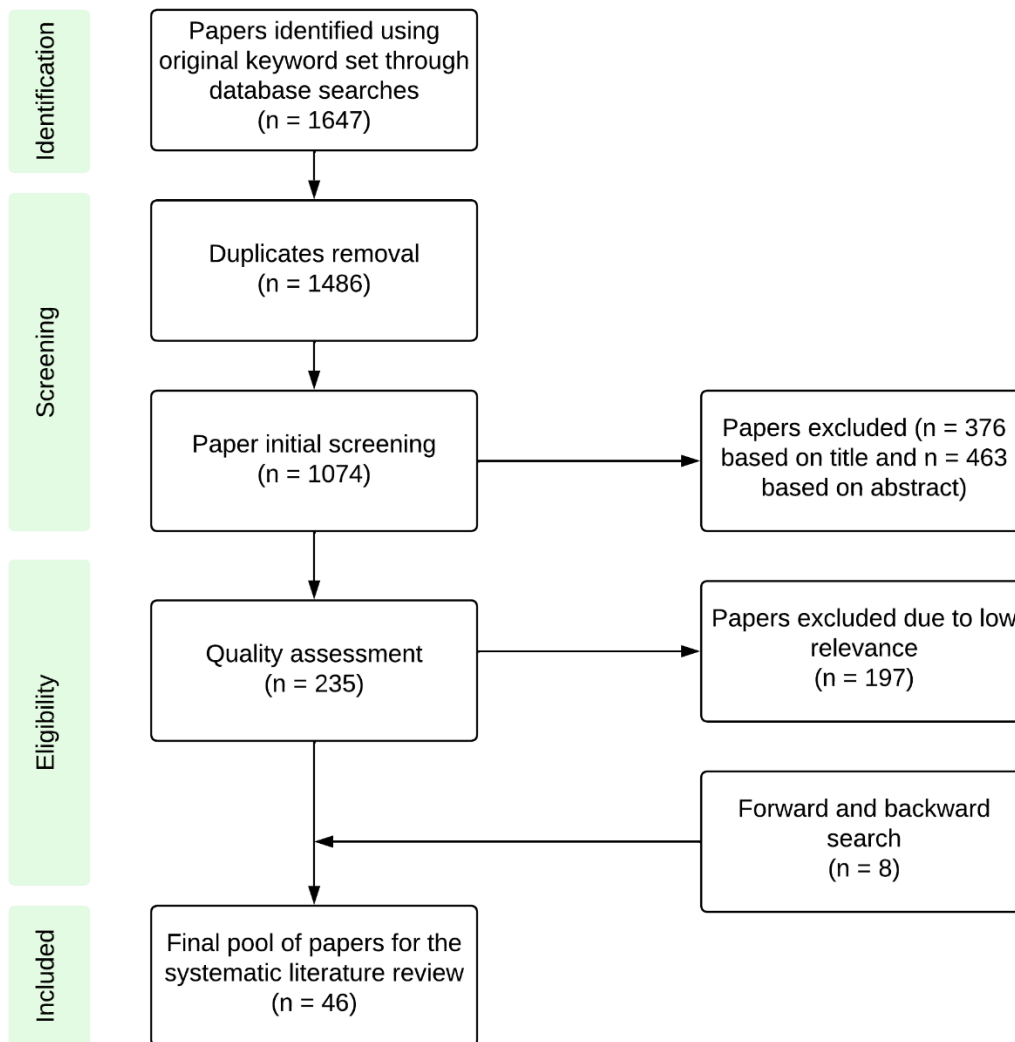 Identification
Papers identified using
original keyword set through
database searches
(n = 1647)
Screening
Duplicates removal
(n = 1486)
Paper initial screening
(n = 1074)
Papers excluded (n = 376
based on title and n = 463
based on abstract)
Eligibility
Quality assessment
(n = 235)
Papers excluded due to low
relevance
(n = 197)
Forward and backward
search
(n = 8)
Included
Final pool of papers for the
systematic literature review
(n = 46)